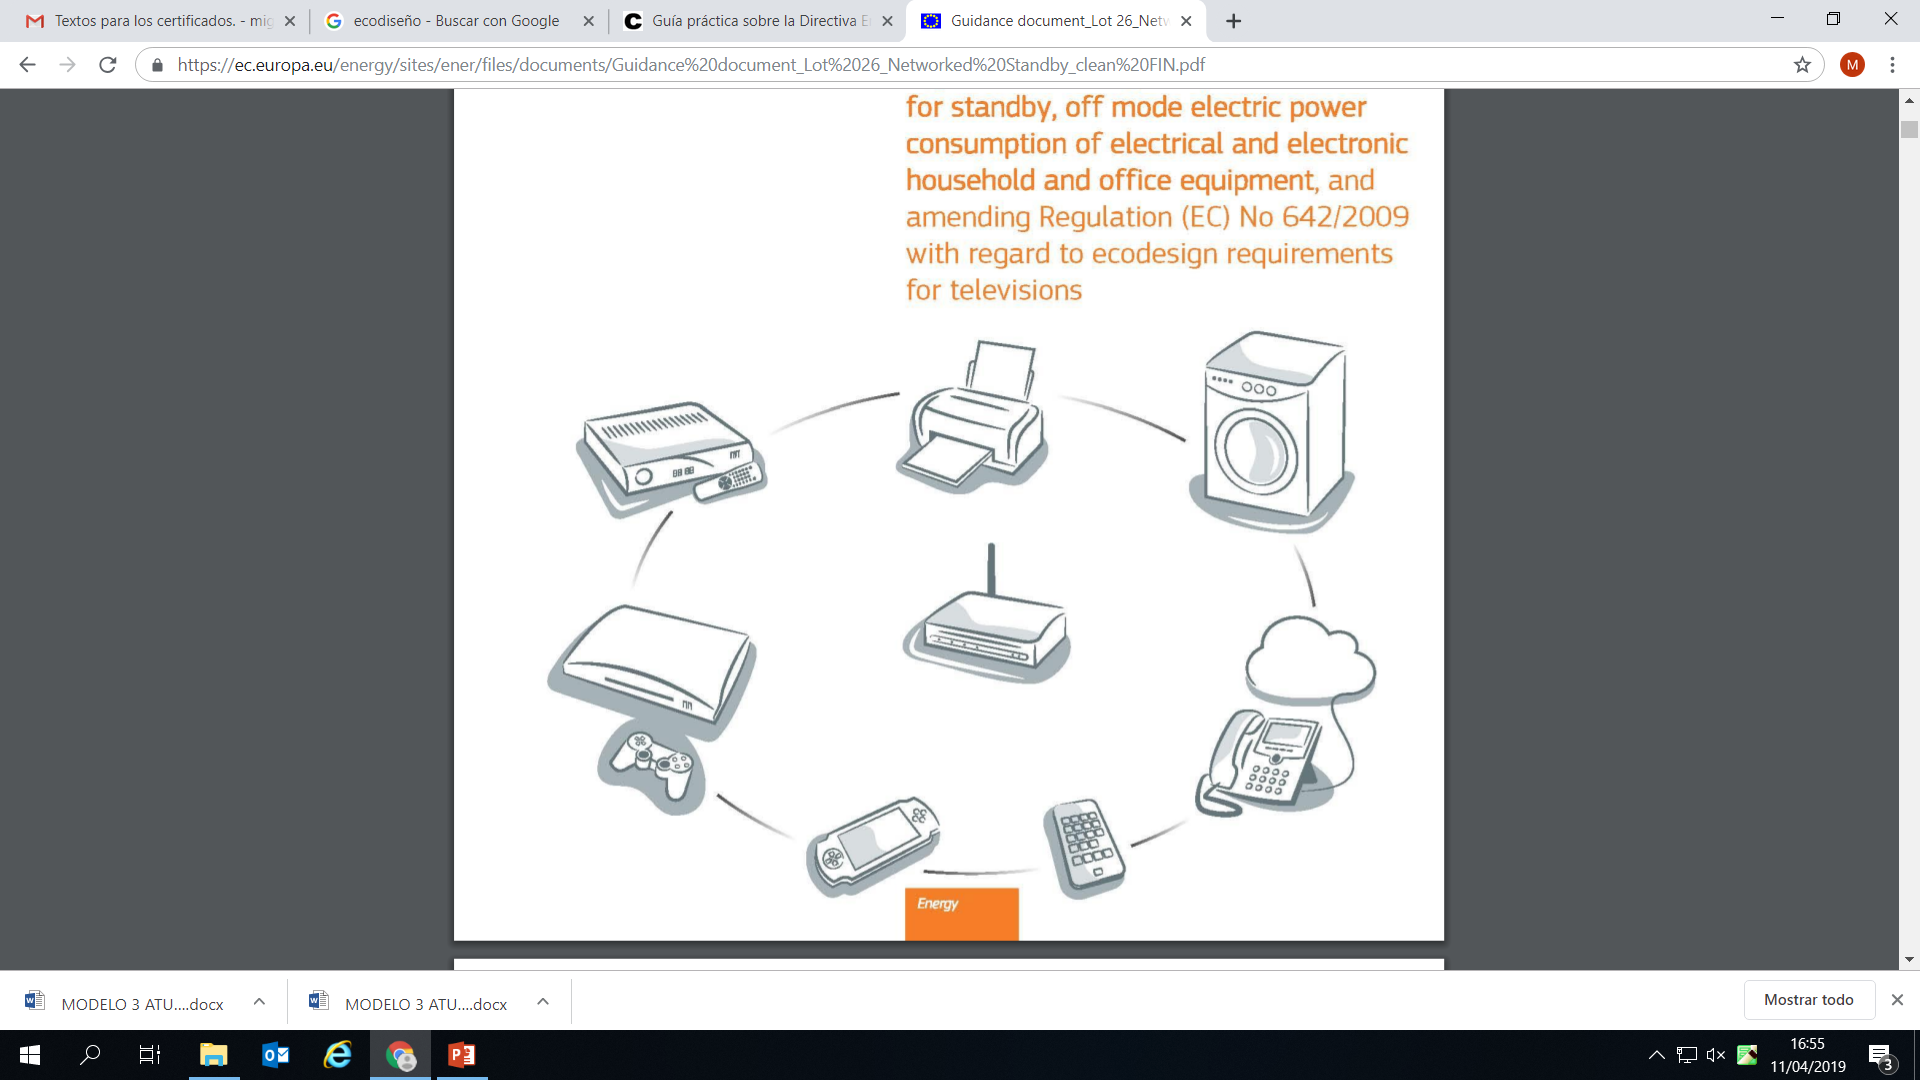 Textos para los certificados. - mig
ecodiseño - Buscar con Google
Guía práctica sobre la Directiva E
Guidance document_Lot 26_Netw
https://ec.europa.eu/energy/sites/ener/files/documents/Guidance%20document_Lot%2026_Networked%20Standby_clean%20FIN.pdf
M
for standby, off mode electric power
consumption of electrical and electronic
household and office equipment, and
amending Regulation (EC) No 642/2009
with regard to ecodesign requirements
for televisions
Energy
MODELO 3 ATU....docx
MODELO 3 ATU....docx
Mostrar todo
16:55
11/04/2019
3